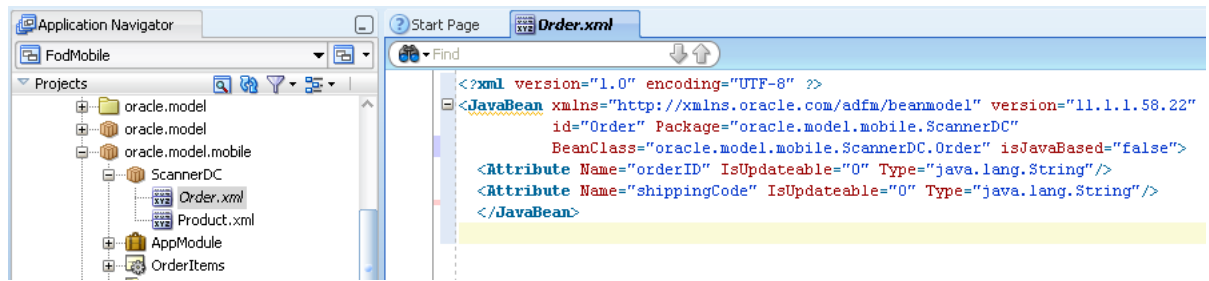 Application Navigator
FodMobile
Projects
oracle.model
oracle.model
oracle.model.mobile
ScannerDC
Order.xml
Product.xml
AppModule
OrderItems
Start Page
Order.xml
Find
<?xml version="1.0" encoding="UTF-8" ?>
<JavaBean xmlns="http://xmlns.oracle.com/adfm/beanmodel" version="11.1.1.58.22"
id="Order" Package="oracle.model.mobile.ScannerDC"
BeanClass="oracle.model.mobile.ScannerDC.Order" isJavaBased="false">
<Attribute Name="orderID" IsUpdateable="0" Type="java.lang.String"/>
<Attribute Name="shippingCode" IsUpdateable="0" Type="java.lang.String"/>
</JavaBean>